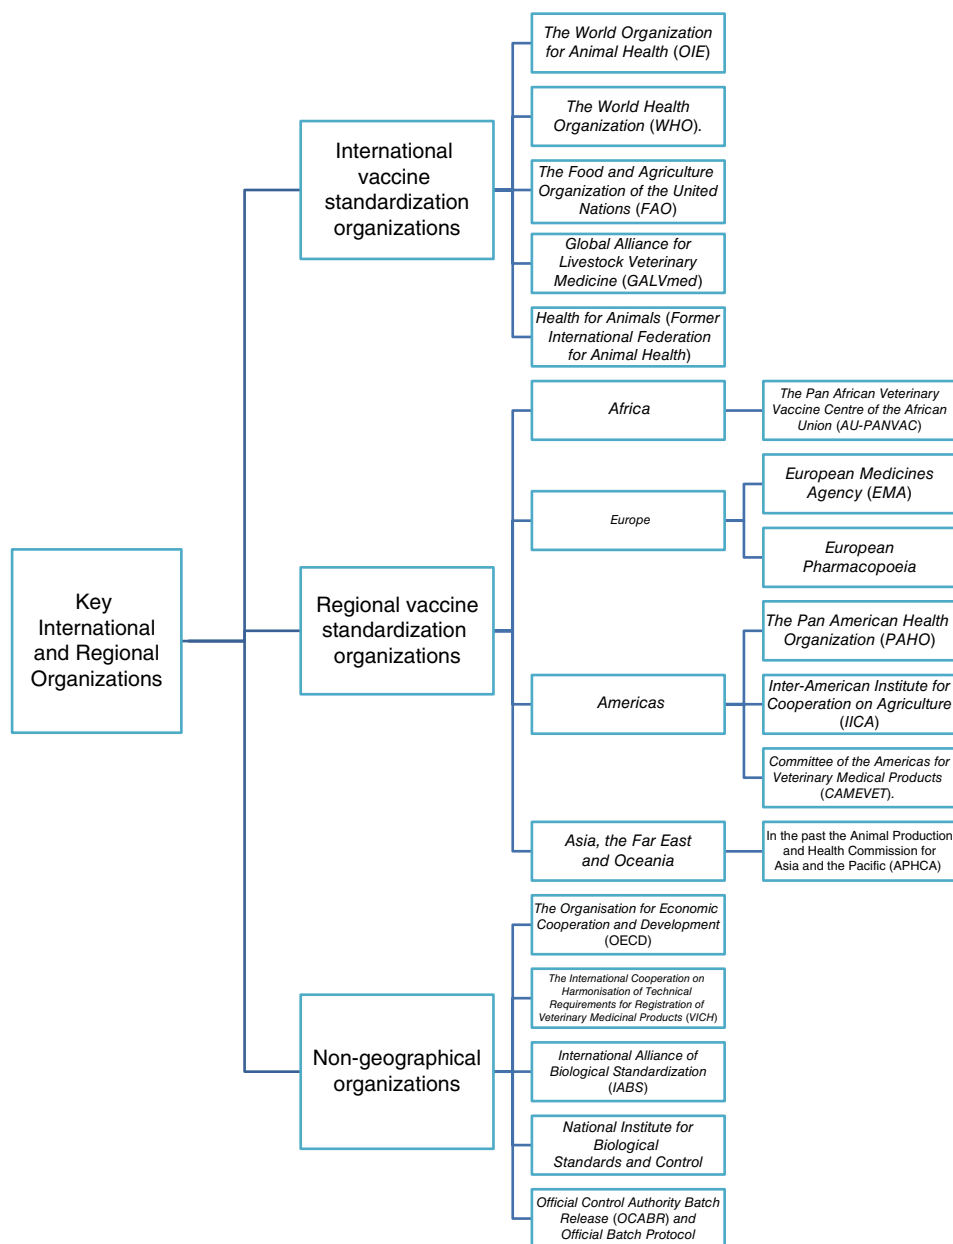 Key
International
and Regional
Organizations
International
vaccine
standardization
organizations
The World Organization
for Animal Health (OIE)
The World Health
Organization (WHO).
The Food and Agriculture
Organization of the United
Nations (FAO)
Global Alliance for
Livestock Veterinary
Medicine (GALVmed)
Health for Animals (Former
International Federation
for Animal Health)
Regional vaccine
standardization
organizations
Africa
The Pan African Veterinary
Vaccine Centre of the African
Union (AU-PANVAC)
Europe
European Medicines
Agency (EMA)
European
Pharmacopoeia
Americas
The Pan American Health
Organization (PAHO)
Inter-American Institute for
Cooperation on Agriculture
(IICA)
Committee of the Americas for
Veterinary Medical Products
(CAMEVET).
Asia, the Far East
and Oceania
In the past the Animal Production
and Health Commission for
Asia and the Pacific (APHCA)
Non-geographical
organizations
The Organisation for Economic
Cooperation and Development
(OECD)
The International Cooperation on
Harmonisation of Technical
Requirements for Registration of
Veterinary Medicinal Products (VICH)
International Alliance of
Biological Standardization
(IABS)
National Institute for
Biological
Standards and Control
Official Control Authority Batch
Release (OCABR) and
Official Batch Protocol